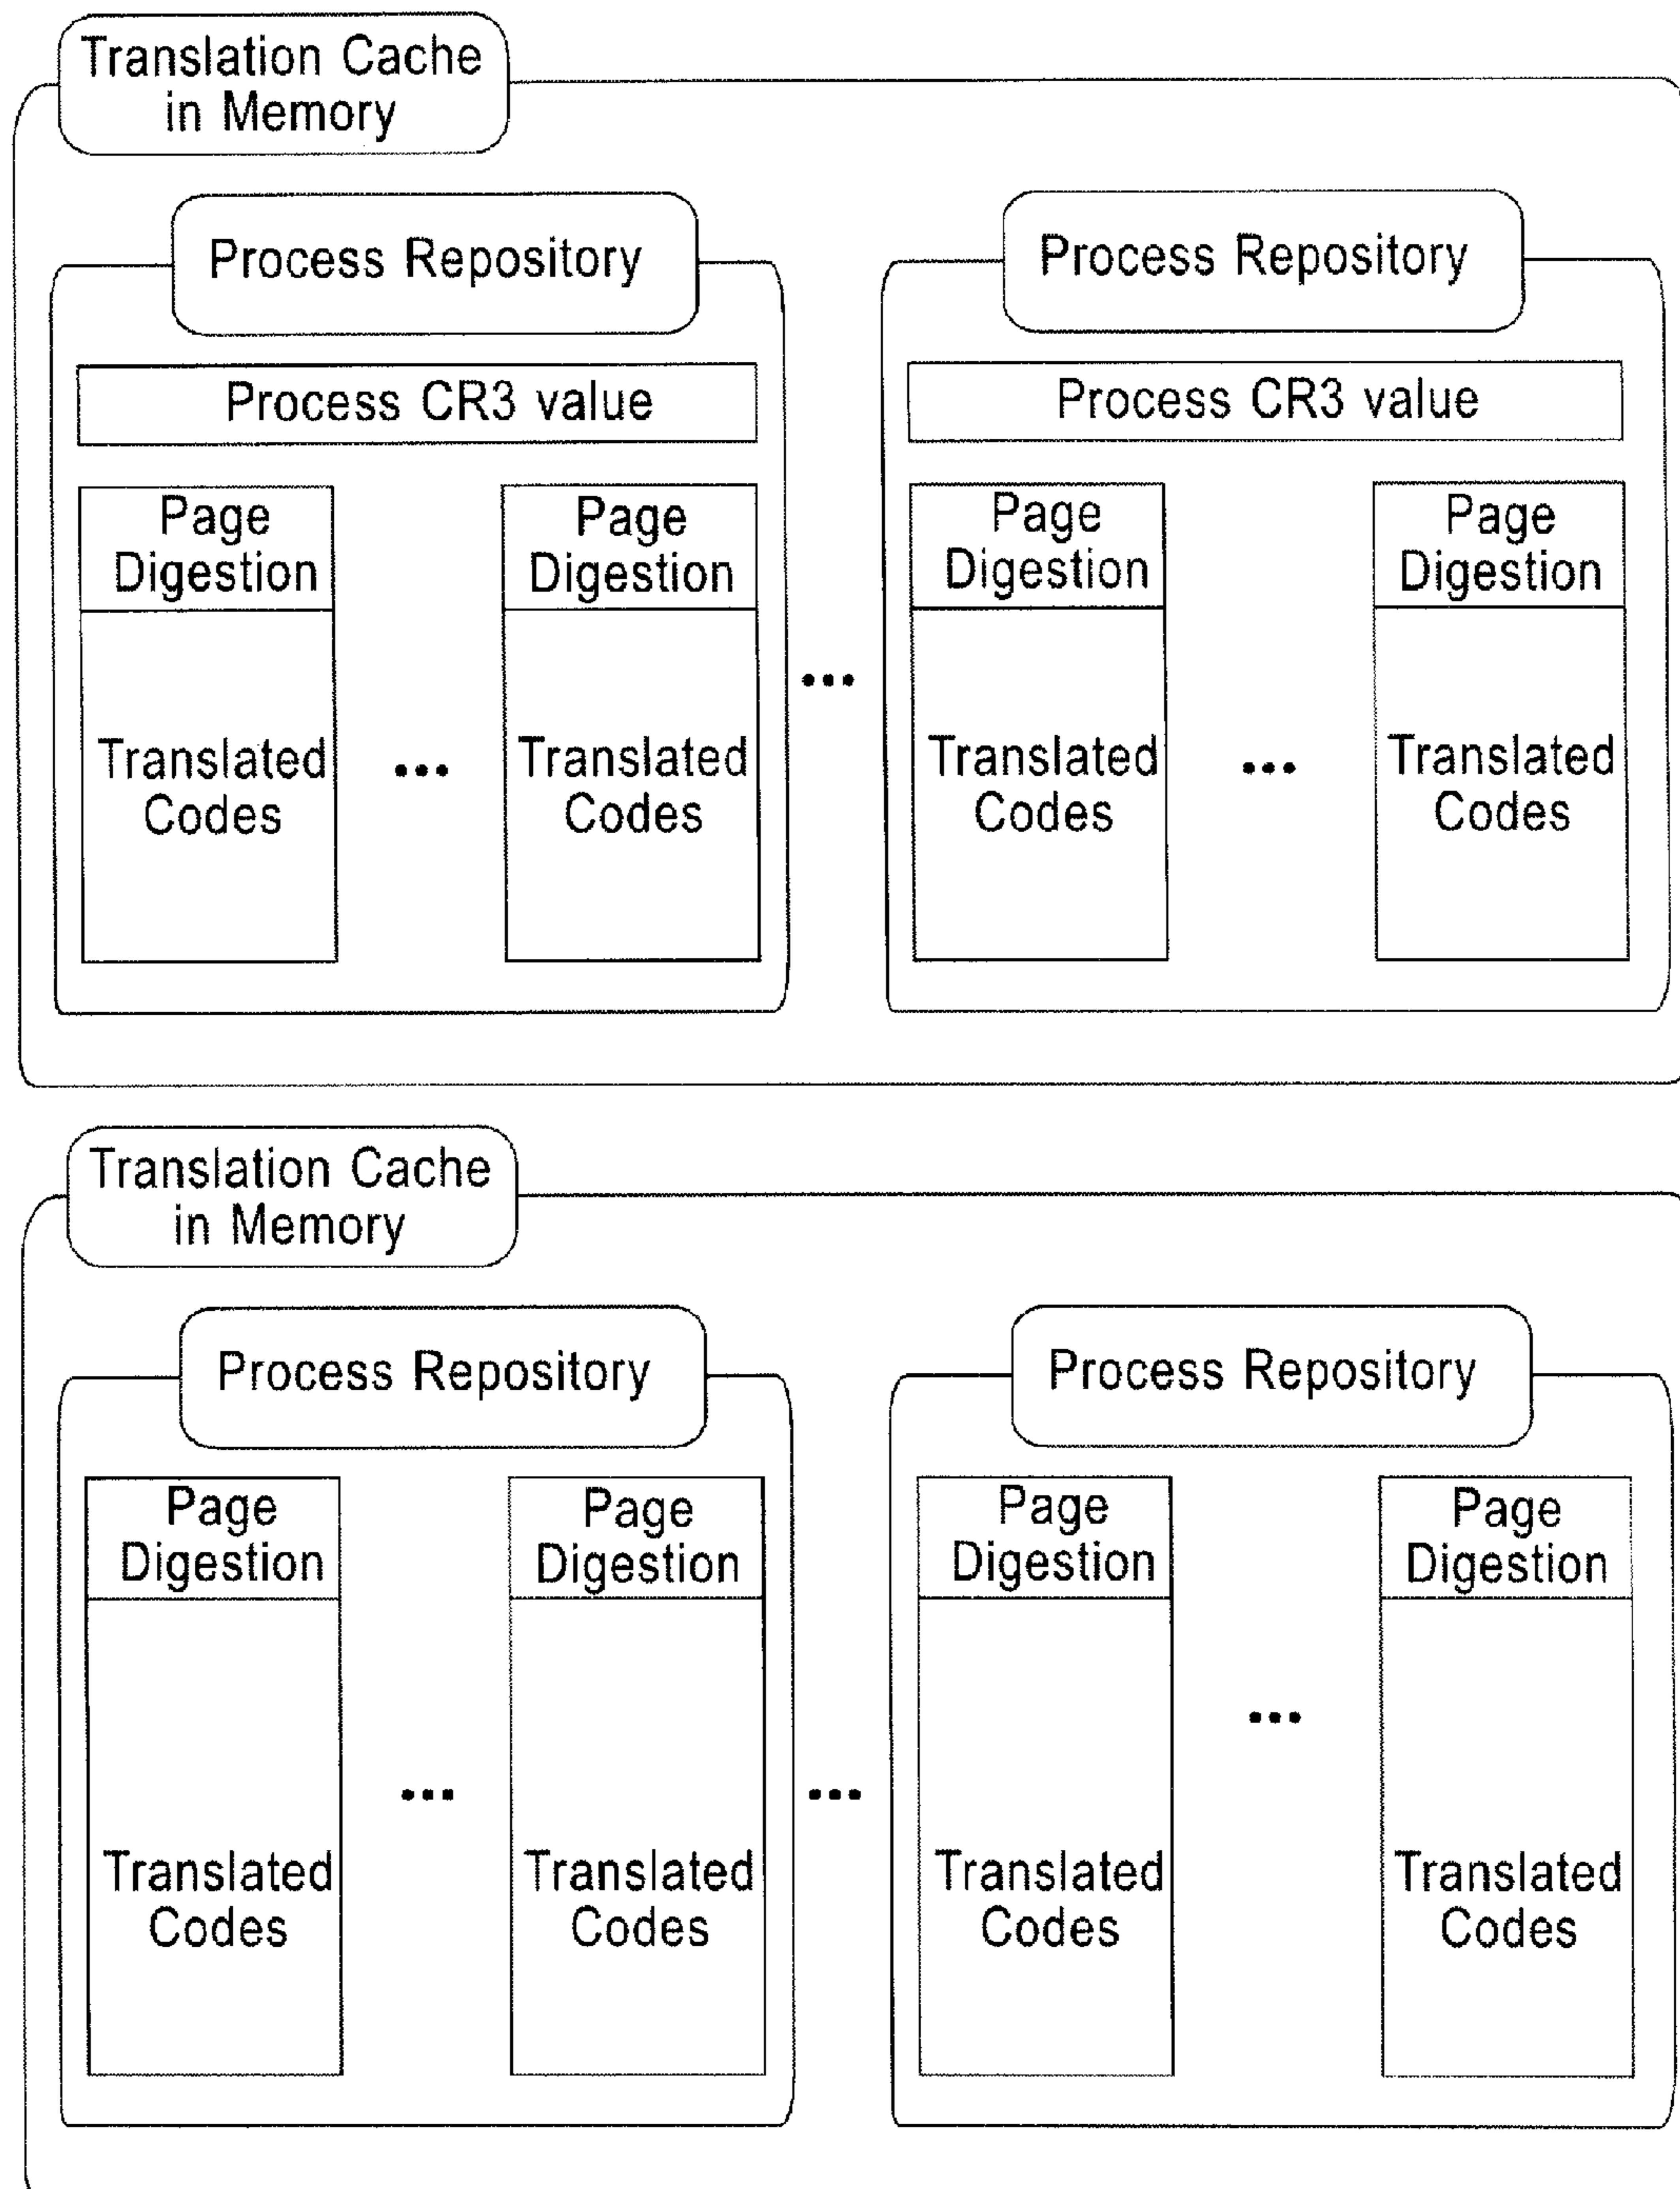 Translation Cache
in Memory
Process Repository
Process CR3 value
Page
Digestion
Translated
Codes
...
Page
Digestion
Translated
Codes
...
Process Repository
Process CR3 value
Page
Digestion
Translated
Codes
...
Page
Digestion
Translated
Codes
Translation Cache
in Memory
Process Repository
Page
Digestion
Translated
Codes
...
Page
Digestion
Translated
Codes
...
Process Repository
Page
Digestion
Translated
Codes
...
Page
Digestion
Translated
Codes